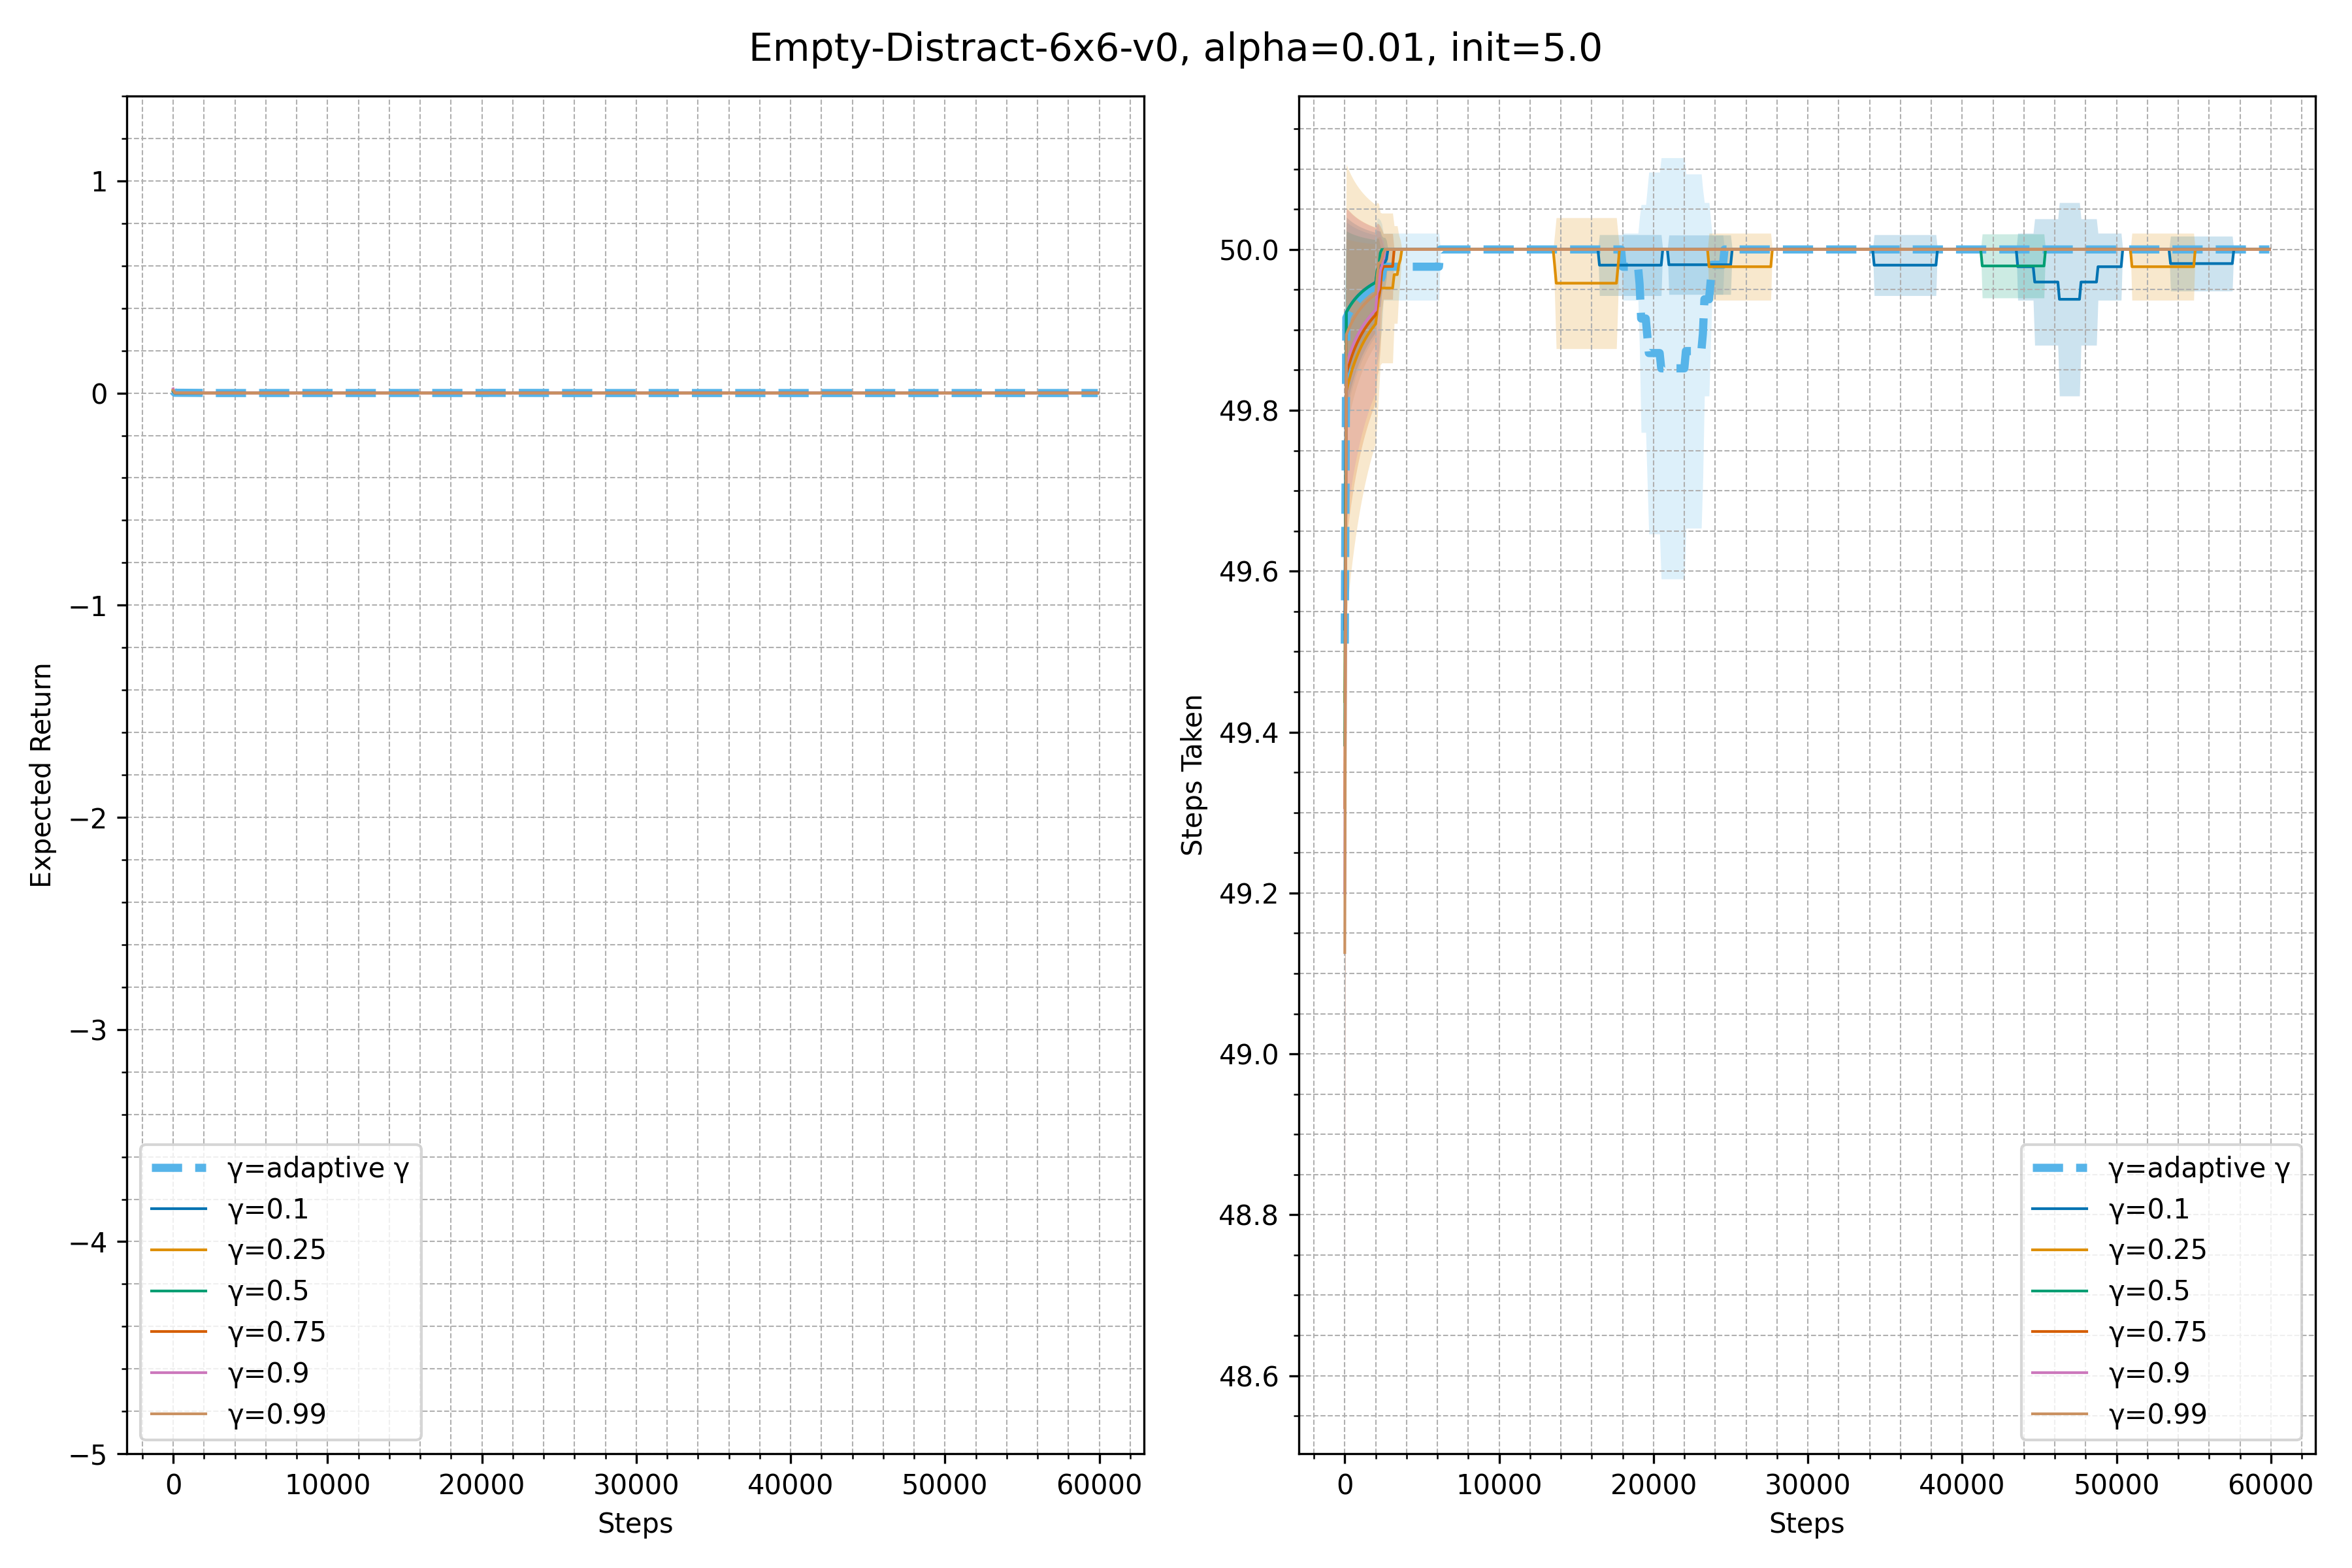 Empty-Distract-6x6-v0, alpha=0.01, init=5.0
Expected Return
1
0
−1
−2
−3
−4
−5
0
10000
20000
30000
40000
50000
60000
Steps
γ=adaptive γ
γ=0.1
γ=0.25
γ=0.5
γ=0.75
γ=0.9
γ=0.99
Steps Taken
50.0
49.8
49.6
49.4
49.2
49.0
48.8
48.6
0
10000
20000
30000
40000
50000
60000
Steps
γ=adaptive γ
γ=0.1
γ=0.25
γ=0.5
γ=0.75
γ=0.9
γ=0.99